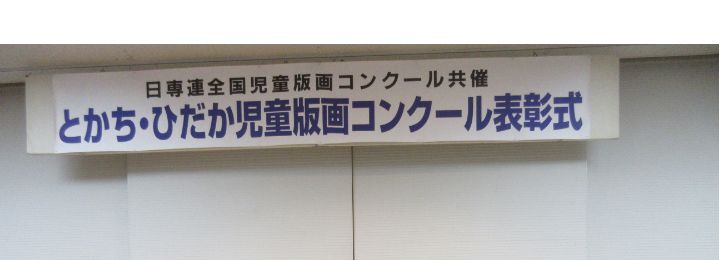 日専連全国児童版画コンクール共催
とかち・ひだか児童版画コンクール表彰式